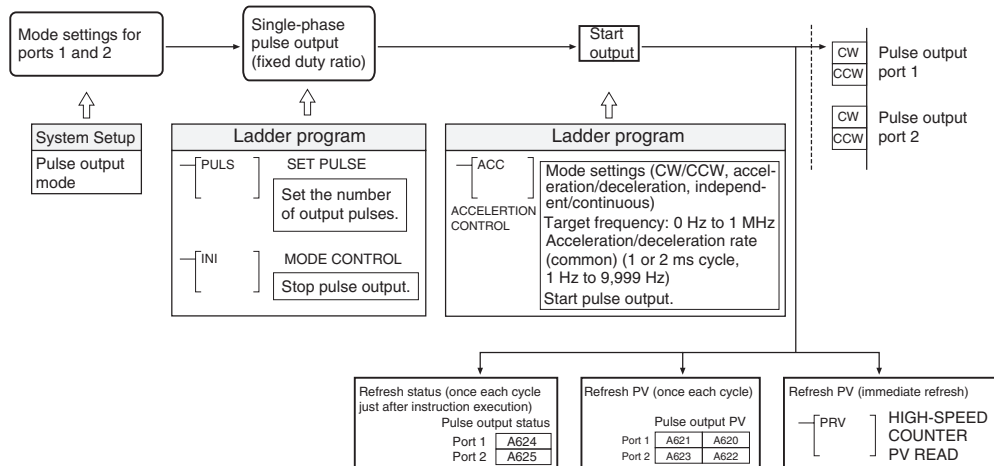 Mode settings for
ports 1 and 2
Single-phase
pulse output
(fixed duty ratio)
Start
output
CW
CCW
Pulse output
port 1
CW
CCW
Pulse output
port 2
System Setup
Pulse output
mode
Ladder program
PULS
SET PULSE
Set the number
of output pulses.
INI
MODE CONTROL
Stop pulse output.
Ladder program
ACC
ACCELERTION
CONTROL
Mode settings (CW/CCW, accel-
eration/deceleration, independ-
ent/continuous)
Target frequency: 0 Hz to 1 MHz
Acceleration/deceleration rate
(common) (1 or 2 ms cycle,
1 Hz to 9,999 Hz)
Start pulse output.
Refresh status (once each cycle
just after instruction execution)
Pulse output status
Port 1 A624
Port 2 A625
Refresh PV (once each cycle)
Pulse output PV
Port 1 A621 A620
Port 2 A623 A622
Refresh PV (immediate refresh)
PRV
HIGH-SPEED
COUNTER
PV READ